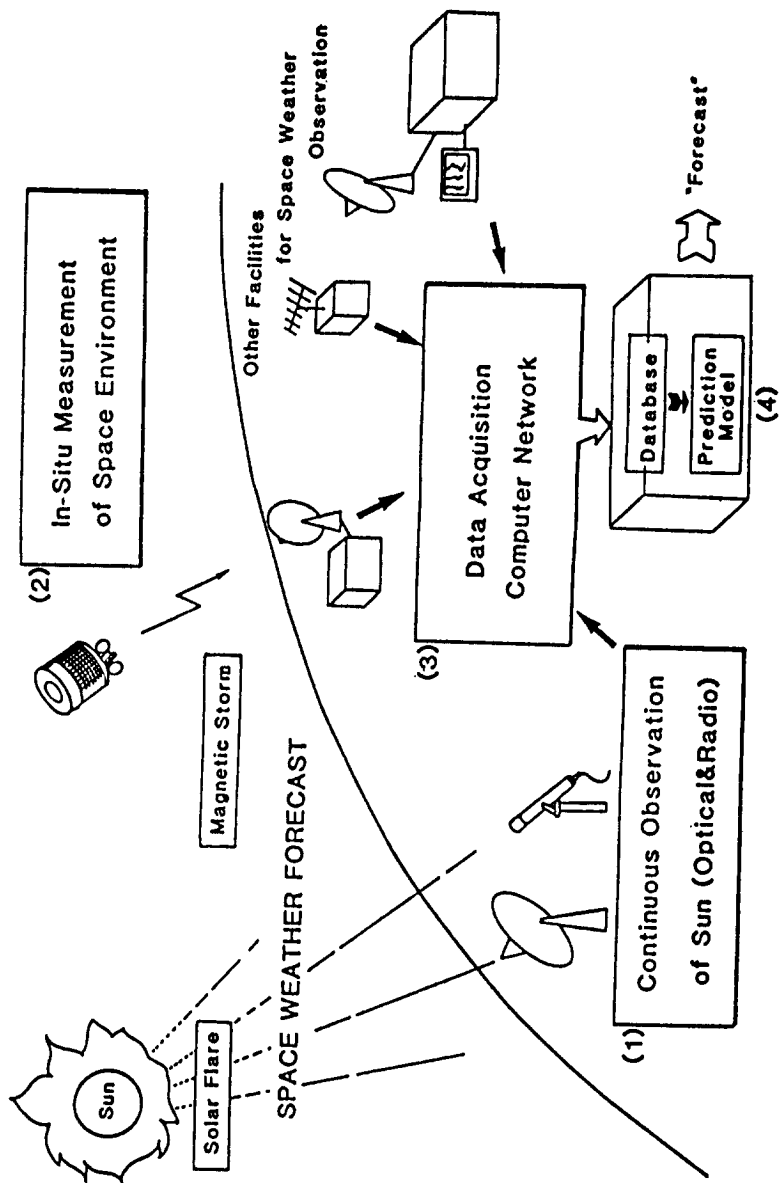 Sun
Solar Flare
SPACE WEATHER FORECAST
Magnetic Storm
(2)
In-Situ Measurement
of Space Environment
Other Facilities
for Space Weather
Observation
(1)
Continuous Observation
of Sun (Optical&Radio)
(3)
Data Acquisition
Computer Network
Database
Prediction
Model
(4)
"Forecast"